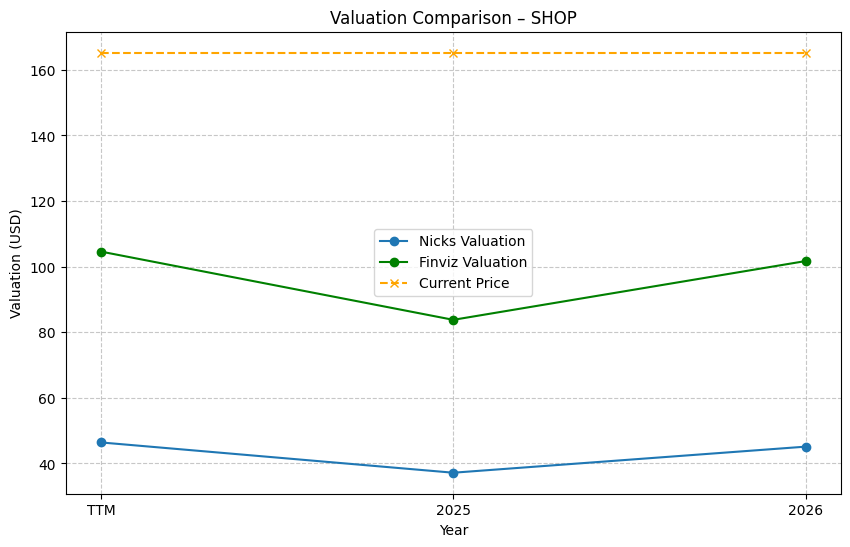 Valuation Comparison – SHOP
Valuation (USD)
160
140
120
100
80
60
40
Nicks Valuation
Finviz Valuation
Current Price
TTM
2025
2026
Year